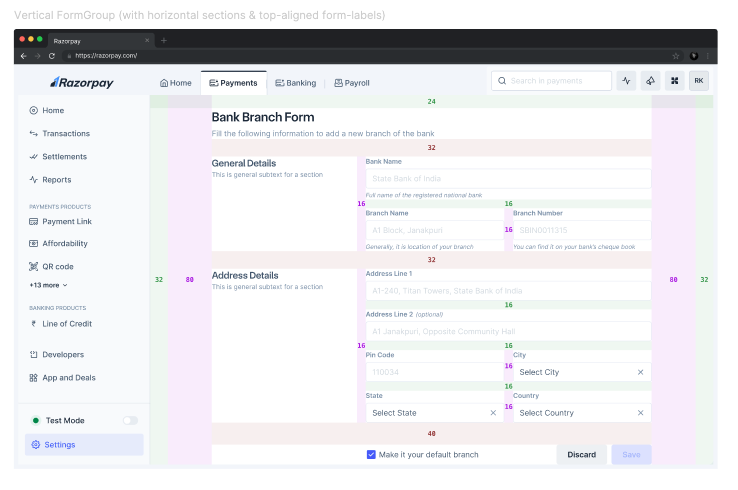 Vertical FormGroup (with horizontal sections & top-aligned form-labels)
Razorpay × +
https://razorpay.com/
Razorpay
Home
Payments
Banking
Payroll
Search in payments
RK
24
Home
Transactions
Settlements
Reports
PAYMENTS PRODUCTS
Payment Link
Affordability
QR code
+13 more
BANKING PRODUCTS
Line of Credit
Developers
App and Deals
Test Mode
Settings
32
80
Bank Branch Form
Fill the following information to add a new branch of the bank
32
General Details
This is general subtext for a section
Bank Name
State Bank of India
Full name of the registered national bank
16
16
Branch Name
Branch Number
A1 Block, Janakpuri
16
SBIN0011315
Generally, it is location of your branch
You can find it on your bank's cheque book
32
Address Details
This is general subtext for a section
Address Line 1
A1-240, Titan Towers, State Bank of India
16
Address Line 2 (optional)
A1 Janakpuri, Opposite Community Hall
16
16
Pin Code
City
110034
16
Select City
16
State
Country
Select State
16
Select Country
40
Make it your default branch
Discard
Save
80
32